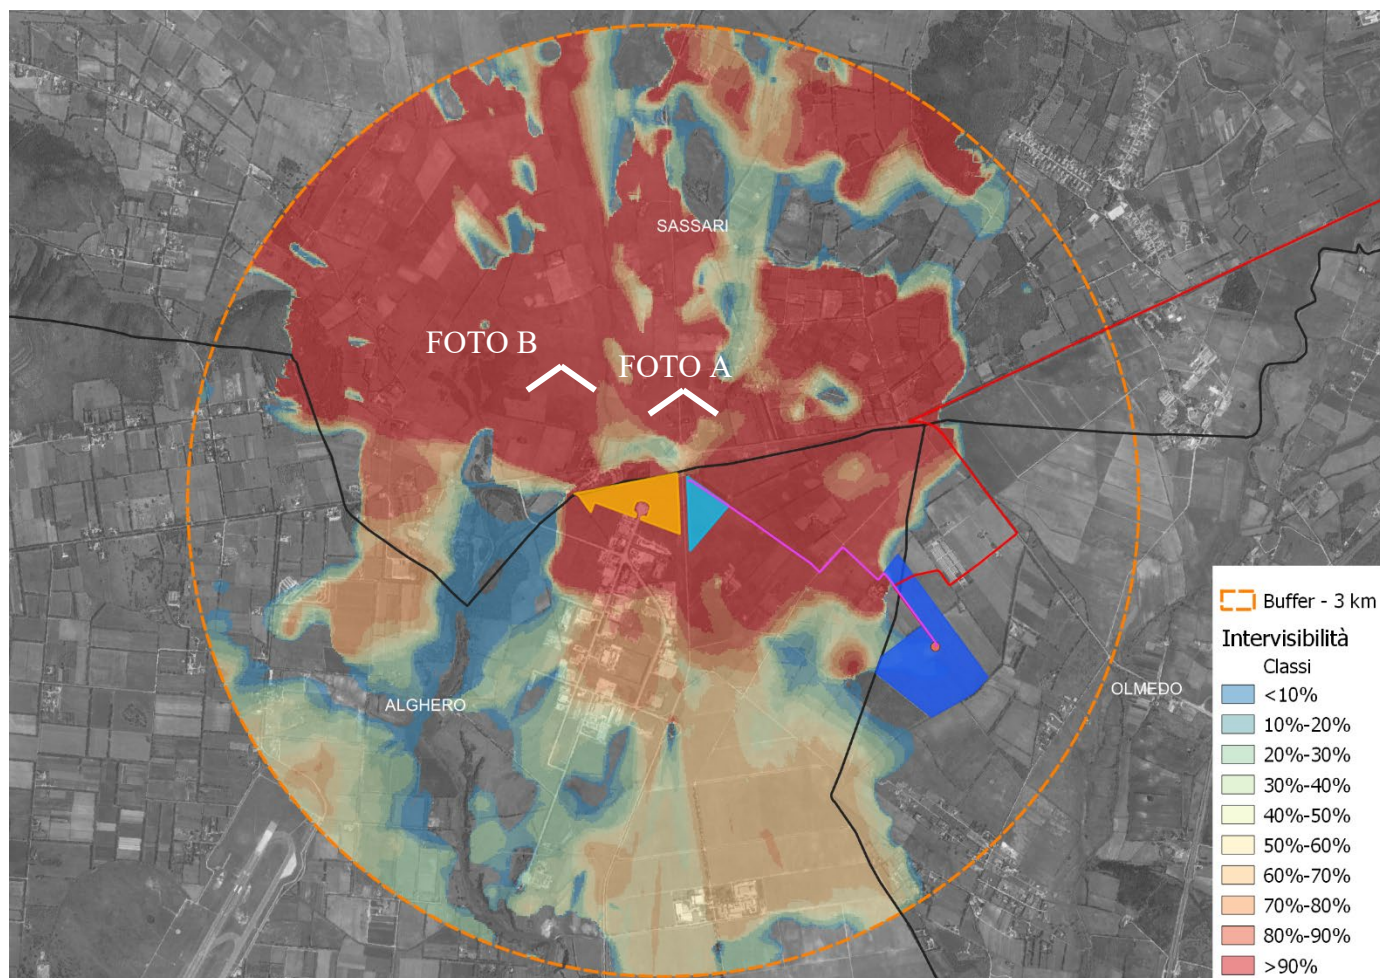 SASSARI
FOTO B
FOTO A
ALGHERO
OLMEDO
Buffer - 3 km
Intervisibilità
Classi
<10%
10%-20%
20%-30%
30%-40%
40%-50%
50%-60%
60%-70%
70%-80%
80%-90%
>90%